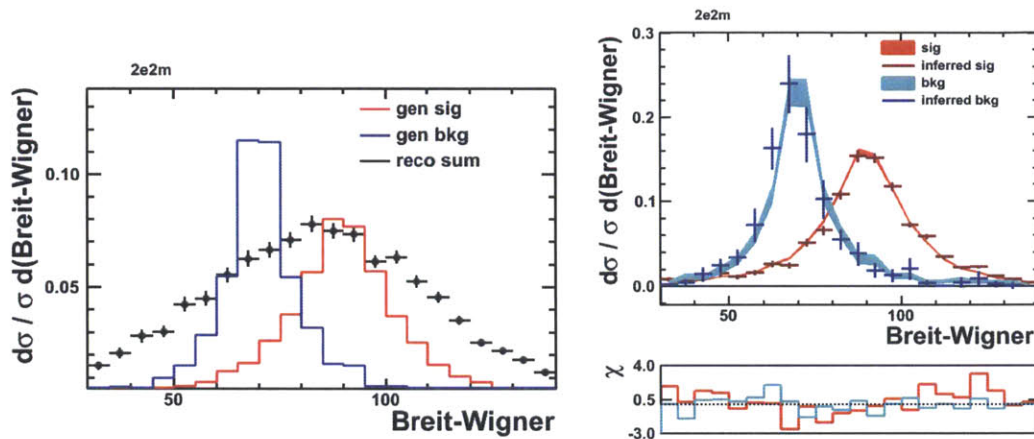 2e2m
gen sig
gen bkg
reco sum
0.10
0.05
dσ / σ d(Breit-Wigner)
50
100
Breit-Wigner
2e2m
0.3
sig
inferred sig
bkg
inferred bkg
0.2
0.1
0.0
dσ / σ d(Breit-Wigner)
50
100
Breit-Wigner
4.0
0.5
-3.0
χ